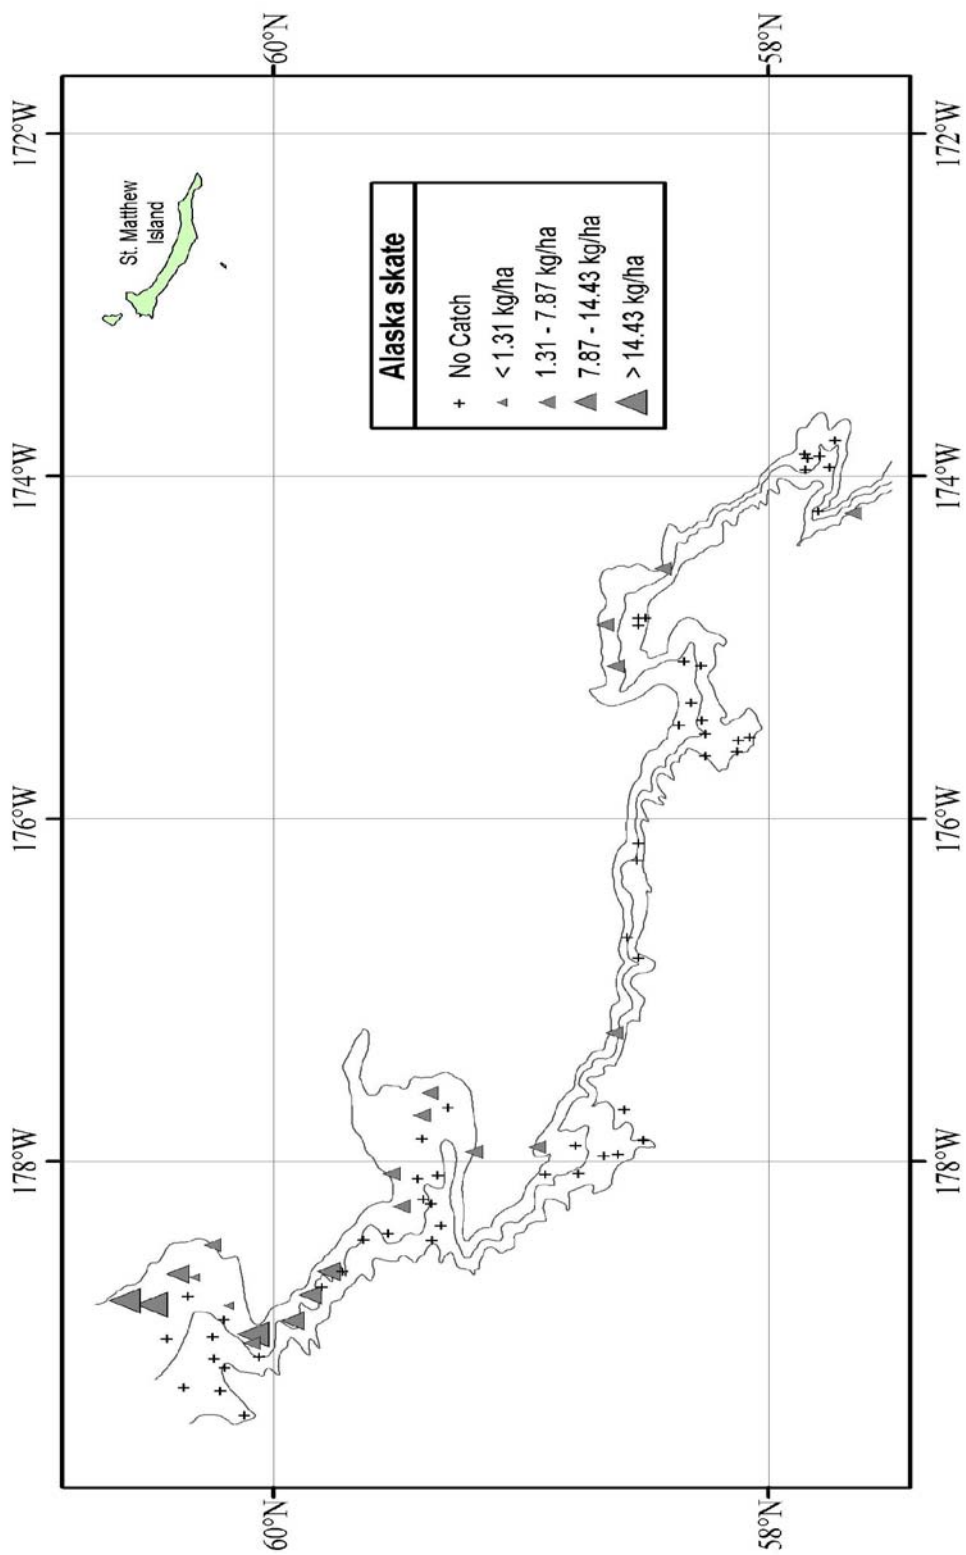 60°N
58°N
172°W
172°W
St. Matthew
Island
Alaska skate
No Catch
< 1.31 kg/ha
1.31 - 7.87 kg/ha
7.87 - 14.43 kg/ha
> 14.43 kg/ha
174°W
174°W
176°W
176°W
178°W
178°W
60°N
58°N